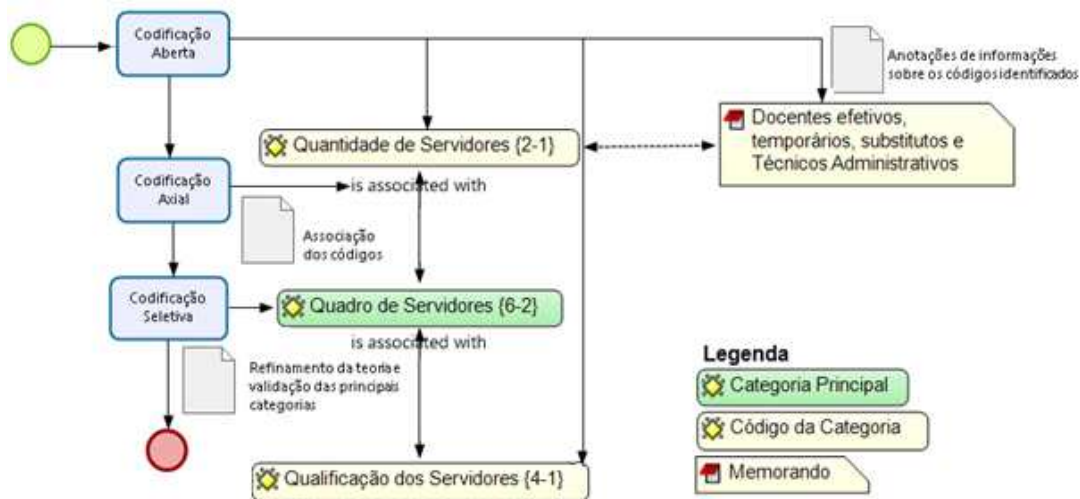 Codificação
Aberta
Anotações de informações
sobre os códigos identificados
Docentes efetivos,
temporários, substitutos e
Técnicos Administrativos
Quantidade de Servidores {2-1}
Codificação
Axial
is associated with
Associação
dos códigos
Codificação
Seletiva
Quadro de Servidores {6-2}
is associated with
Refinamento da teoria e
validação das principais
categorias
Qualificação dos Servidores {4-1}
Legenda
Categoria Principal
Código da Categoria
Memorando